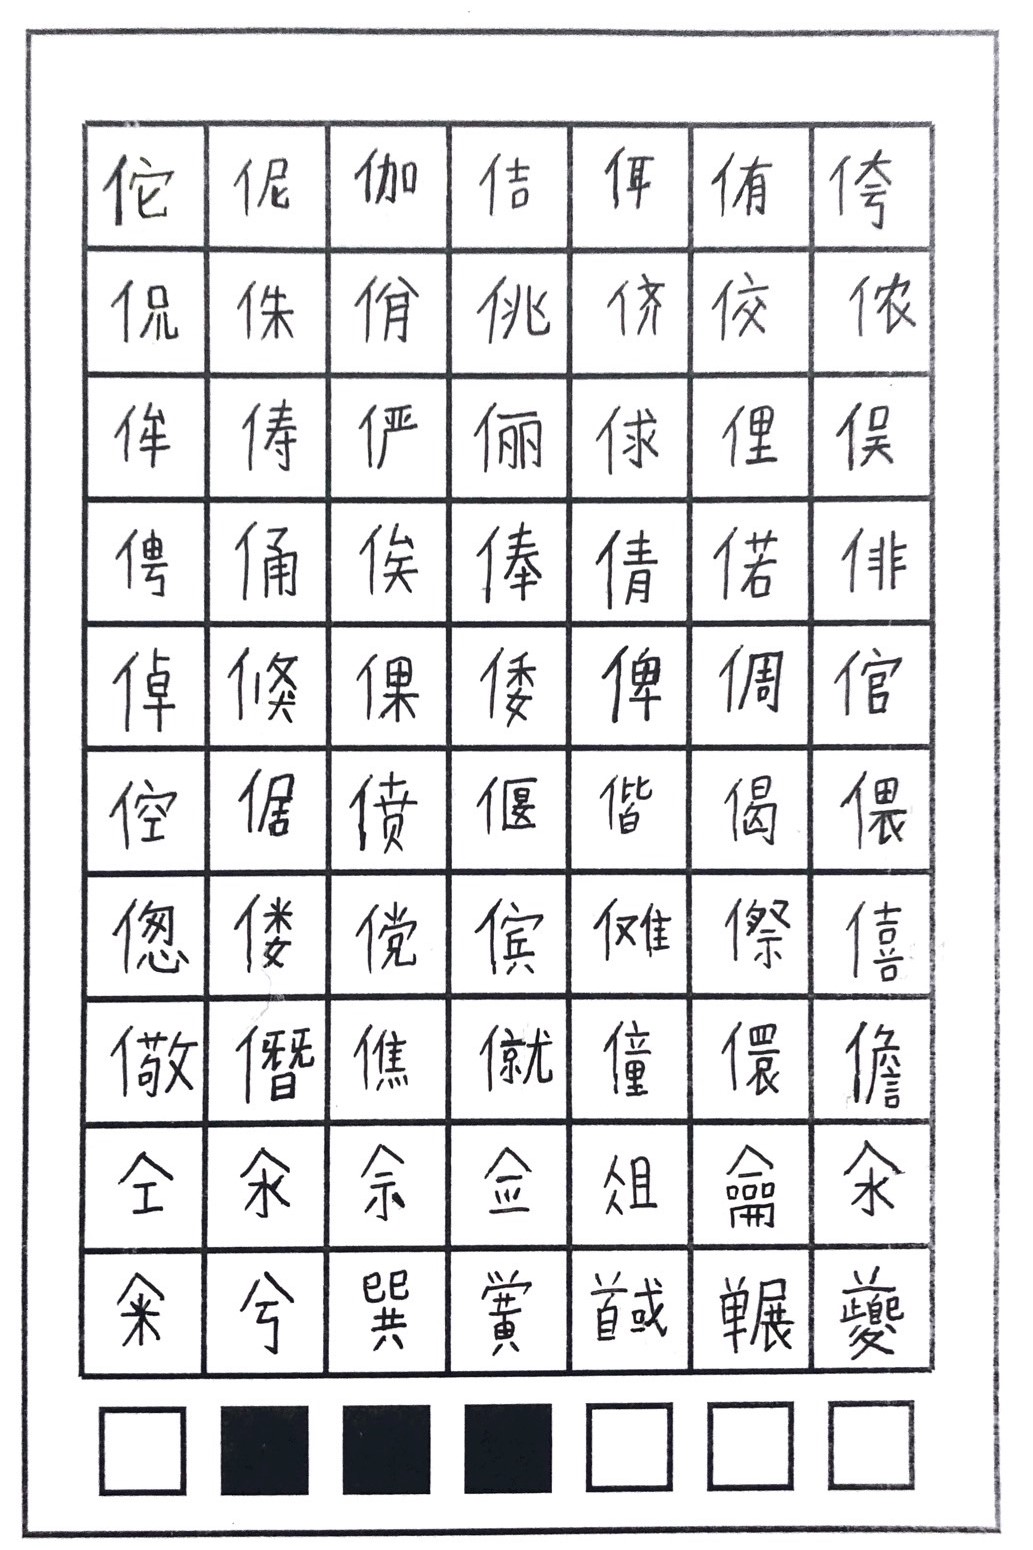 佗伲伽佶佴侑侉
侃侏佾佻侪佼侬
侔俦俨俪俅俚俣
俜俑俟俸倩偌俳
倬倏倮倭俾倜倌
倥倨偾偃偕偈偎
偬偻傥傧傩傺僖
儆僭僬僦僮儇儋
仝氽佘佥俎龠汆
籴兮巽黉馘冁夔